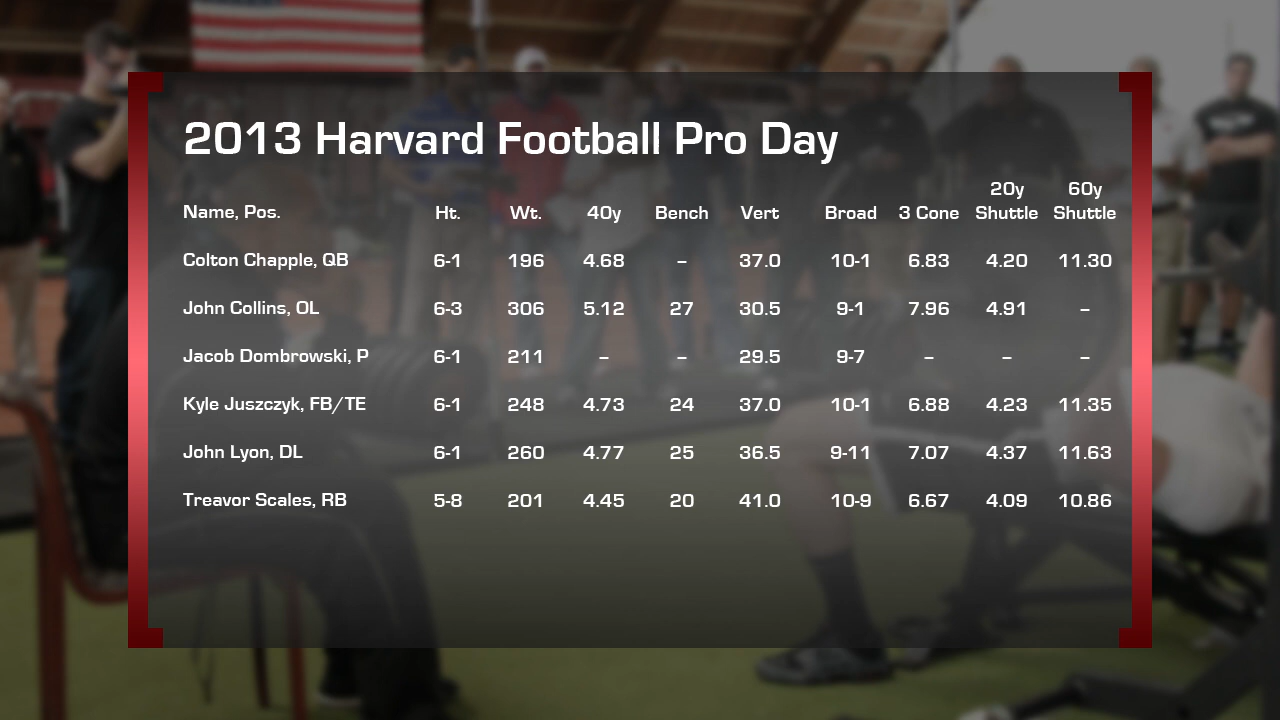 2013 Harvard Football Pro Day
20y 60y
Name, Pos. Ht. Wt. 40y Bench Vert Broad 3 Cone Shuttle Shuttle
Colton Chapple, QB 6-1 196 4.68 – 37.0 10-1 6.83 4.20 11.30
John Collins, OL 6-3 306 5.12 27 30.5 9-1 7.96 4.91 –
Jacob Dombrowski, P 6-1 211 – – 29.5 9-7 – – –
Kyle Juszczyk, FB/TE 6-1 248 4.73 24 37.0 10-1 6.88 4.23 11.35
John Lyon, DL 6-1 260 4.77 25 36.5 9-11 7.07 4.37 11.63
Treavor Scales, RB 5-8 201 4.45 20 41.0 10-9 6.67 4.09 10.86